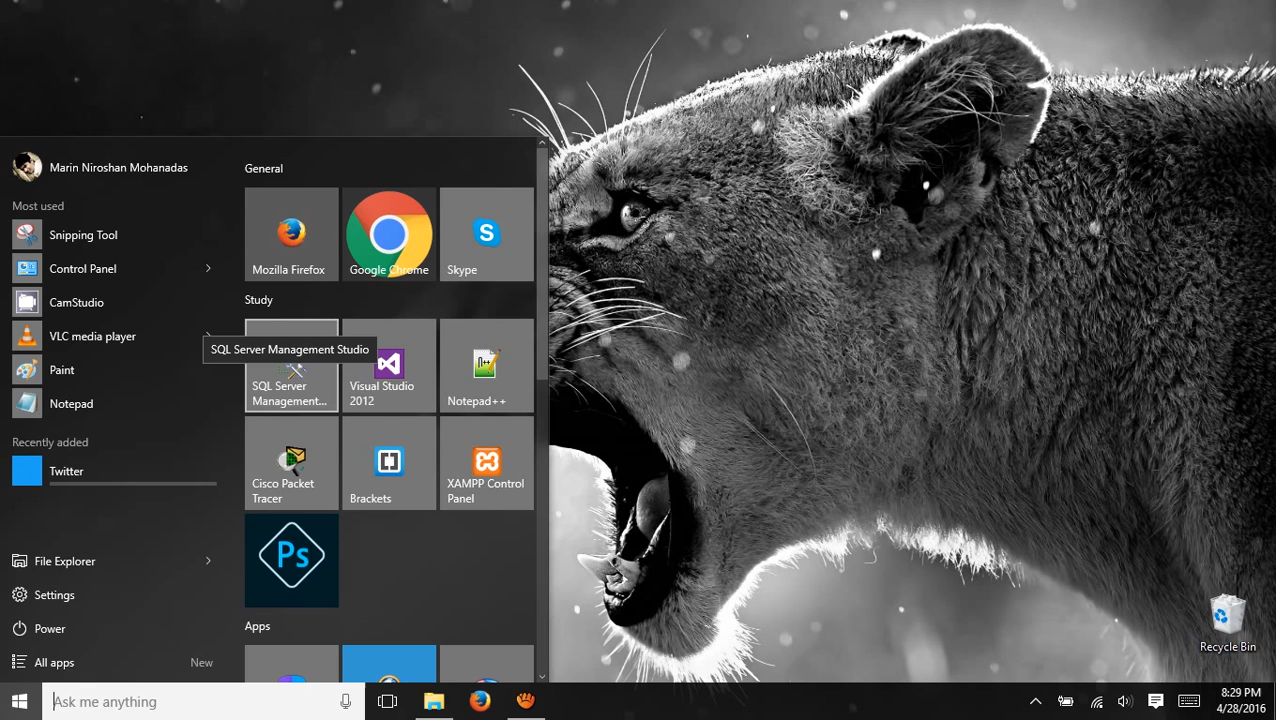 Marin Niroshan Mohanadas
Most used
Snipping Tool
Control Panel
CamStudio
VLC media player
Paint
Notepad
Recently added
Twitter
File Explorer
Settings
Power
All apps
New
General
Mozilla Firefox
Google Chrome
Skype
Study
SQL Server Management Studio
SQL Server
Management...
Visual Studio
2012
Notepad++
Cisco Packet
Tracer
Brackets
XAMPP Control
Panel
Ps
Apps
Recycle Bin
Ask me anything
8:29 PM
4/28/2016